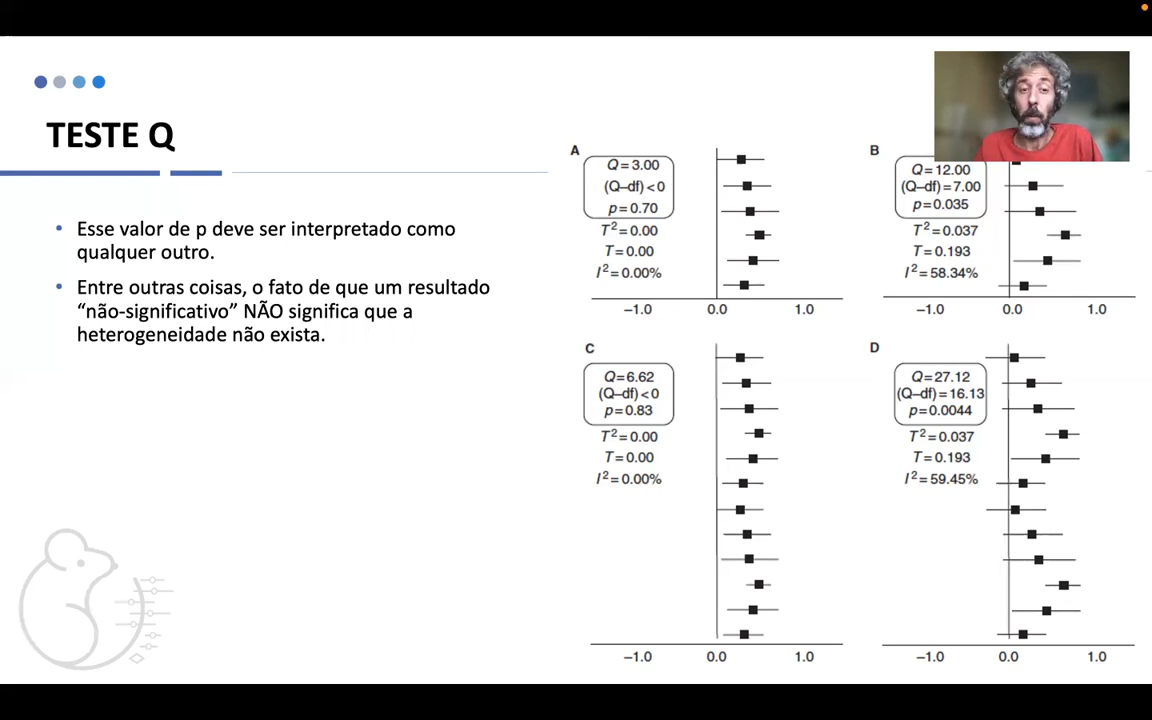 TESTE Q
• Esse valor de p deve ser interpretado como
qualquer outro.
• Entre outras coisas, o fato de que um resultado
“não-significativo” NÃO significa que a
heterogeneidade não exista.
A
Q=3.00
(Q–df)<0
p=0.70
T²=0.00
T=0.00
I²=0.00%
–1.0 0.0 1.0
B
Q=12.00
(Q–df)=7.00
p=0.035
T²=0.037
T=0.193
I²=58.34%
–1.0 0.0 1.0
C
Q=6.62
(Q–df)<0
p=0.83
T²=0.00
T=0.00
I²=0.00%
–1.0 0.0 1.0
D
Q=27.12
(Q–df)=16.13
p=0.0044
T²=0.037
T=0.193
I²=59.45%
–1.0 0.0 1.0